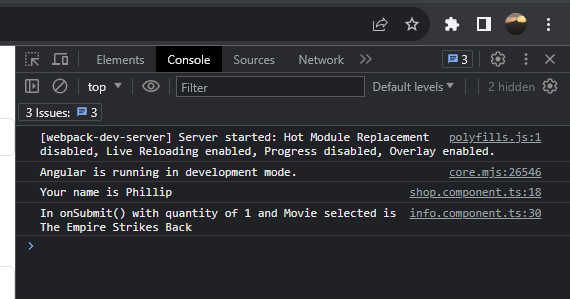 Elements Console Sources Network 3
top Filter Default levels 2 hidden
3 Issues: 3
[webpack-dev-server] Server started: Hot Module Replacement polyfills.js:1
disabled, Live Reloading enabled, Progress disabled, Overlay enabled.
Angular is running in development mode. core.mjs:26546
Your name is Phillip shop.component.ts:18
In onSubmit() with quantity of 1 and Movie selected is info.component.ts:30
The Empire Strikes Back